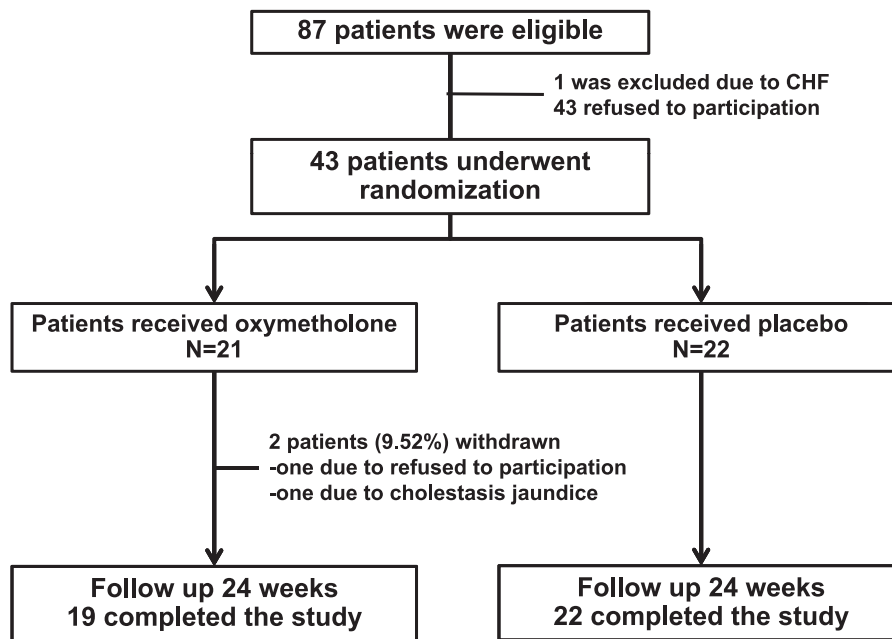 87 patients were eligible
1 was excluded due to CHF
43 refused to participation
43 patients underwent
randomization
Patients received oxymetholone
N=21
Patients received placebo
N=22
2 patients (9.52%) withdrawn
-one due to refused to participation
-one due to cholestasis jaundice
Follow up 24 weeks
19 completed the study
Follow up 24 weeks
22 completed the study